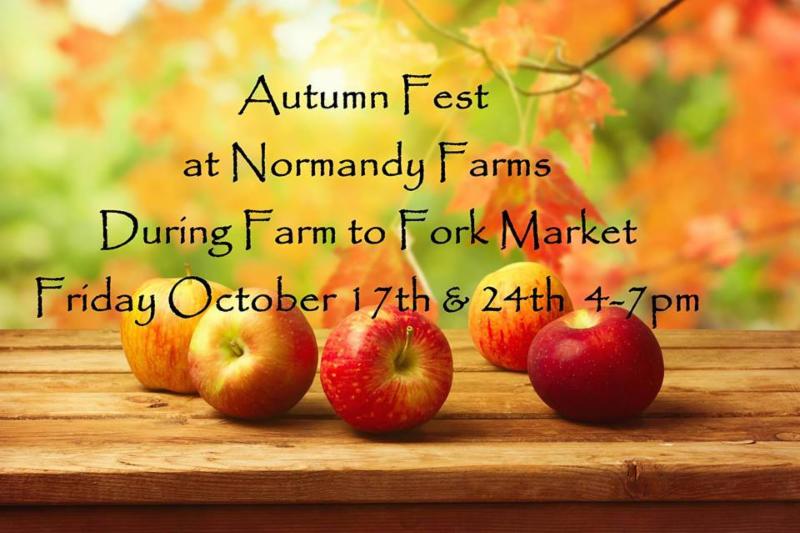 Autumn Fest
at Normandy Farms
During Farm to Fork Market
Friday October 17th & 24th 4-7pm